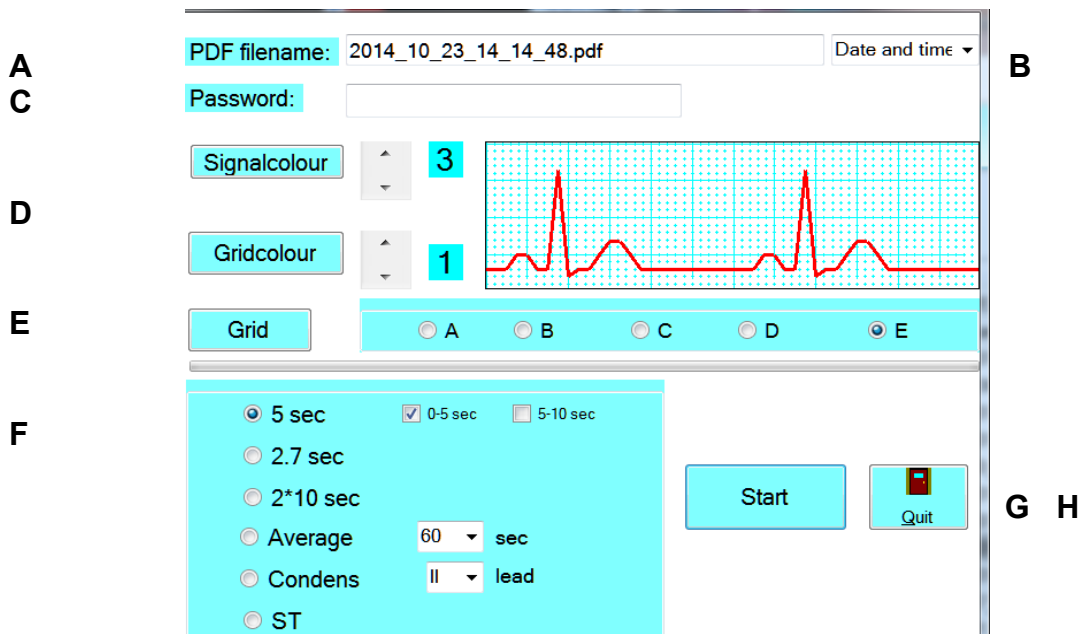 PDF filename: 2014_10_23_14_14_48.pdf Date and time
A B
C Password:
Signalcolour 3
D
Gridcolour 1
E Grid A B C D E
F 5 sec 0-5 sec 5-10 sec
2.7 sec
2*10 sec
Start Quit G H
Average 60 sec
Condens II lead
ST